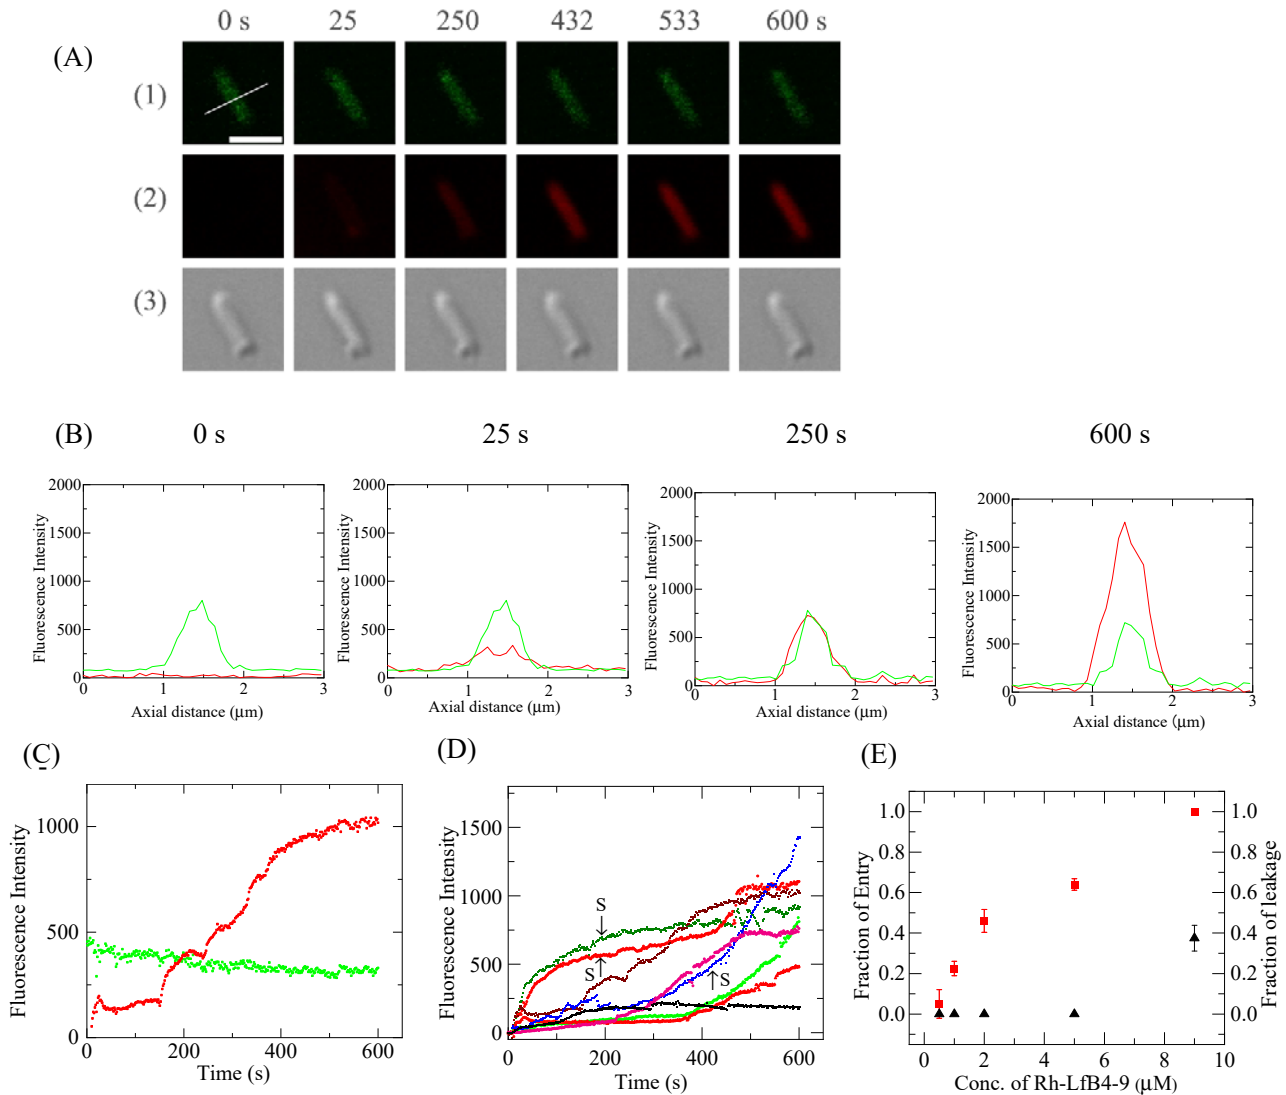 0 s 25 250 432 533 600 s
(A)
(1)
(2)
(3)
(B) 0 s 25 s 250 s 600 s
2000
1500
1000
500
0
0 1 2 3
Fluorescence Intensity
Axial distance (μm)
2000
1500
1000
500
0
0 1 2 3
Fluorescence Intensity
Axial distance (μm)
2000
1500
1000
500
0
0 1 2 3
Fluorescence Intensity
Axial distance (μm)
2000
1500
1000
500
0
0 1 2 3
Fluorescence Intensity
Axial distance (μm)
(C)
1000
500
0
0 200 400 600
Fluorescence Intensity
Time (s)
(D)
1500
1000
500
0
0 200 400 600
Fluorescence Intensity
Time (s)
S
S
S
(E)
1.0
0.8
0.6
0.4
0.2
0.0
Fraction of Entry
1.0
0.8
0.6
0.4
0.2
0.0
Fraction of leakage
0 2 4 6 8 10
Conc. of Rh-LfB4-9 (μM)